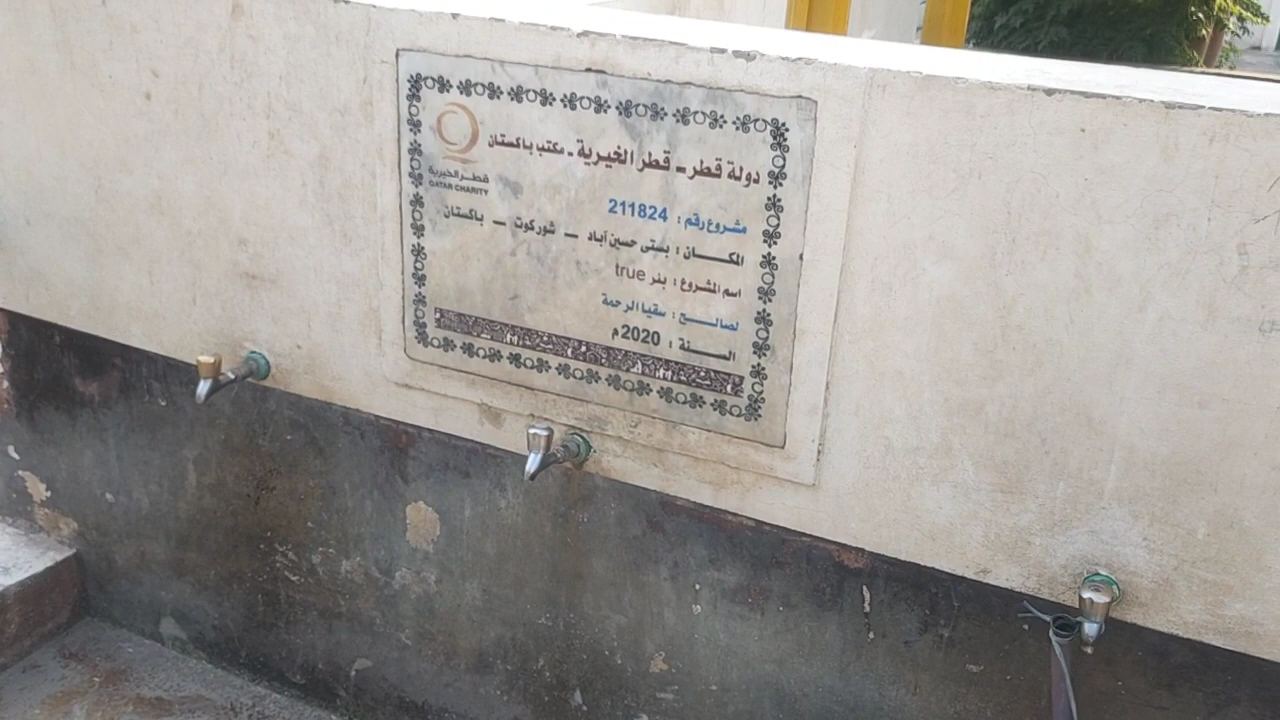 دولة قطر - قطر الخيرية - مكتب باكستان
قطر الخيرية
QATAR CHARITY
مشروع رقم : 211824
المكان : بستى حسين آباد - شوركوت - باكستان
اسم المشروع : بئر true
لصالح : سقيا الرحمة
السنة : 2020م